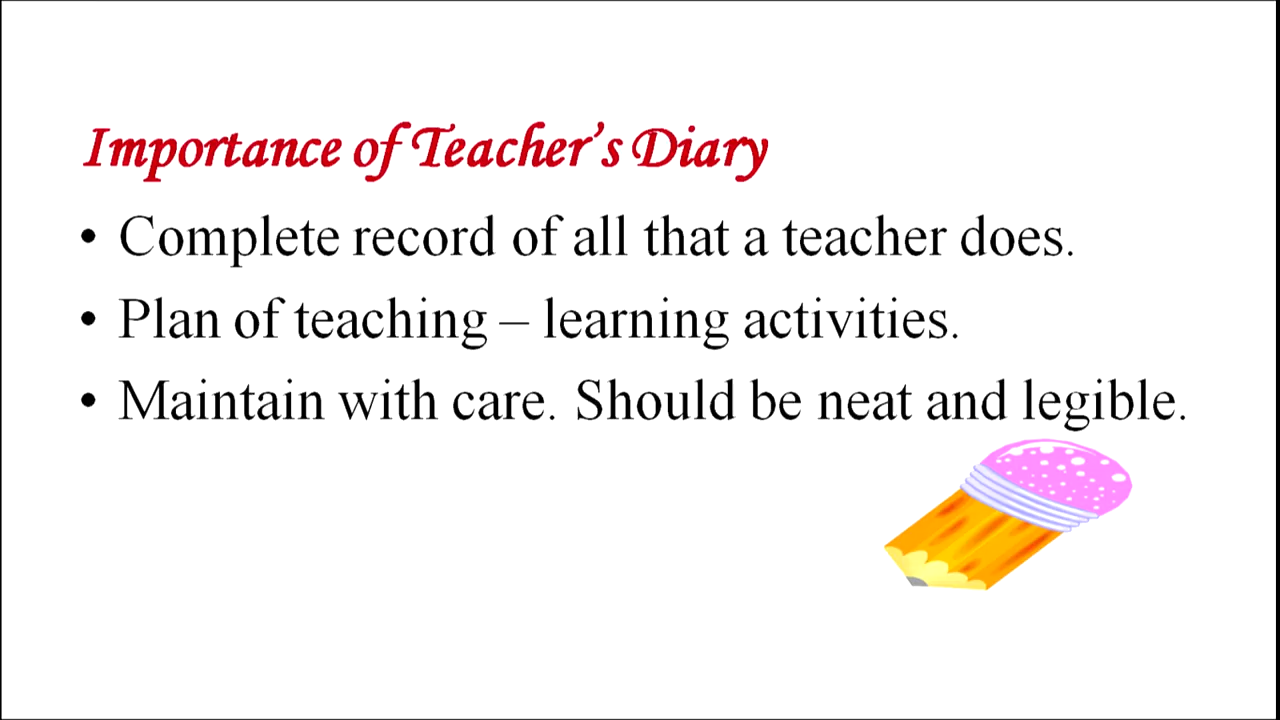 Importance of Teacher's Diary
• Complete record of all that a teacher does.
• Plan of teaching – learning activities.
• Maintain with care. Should be neat and legible.